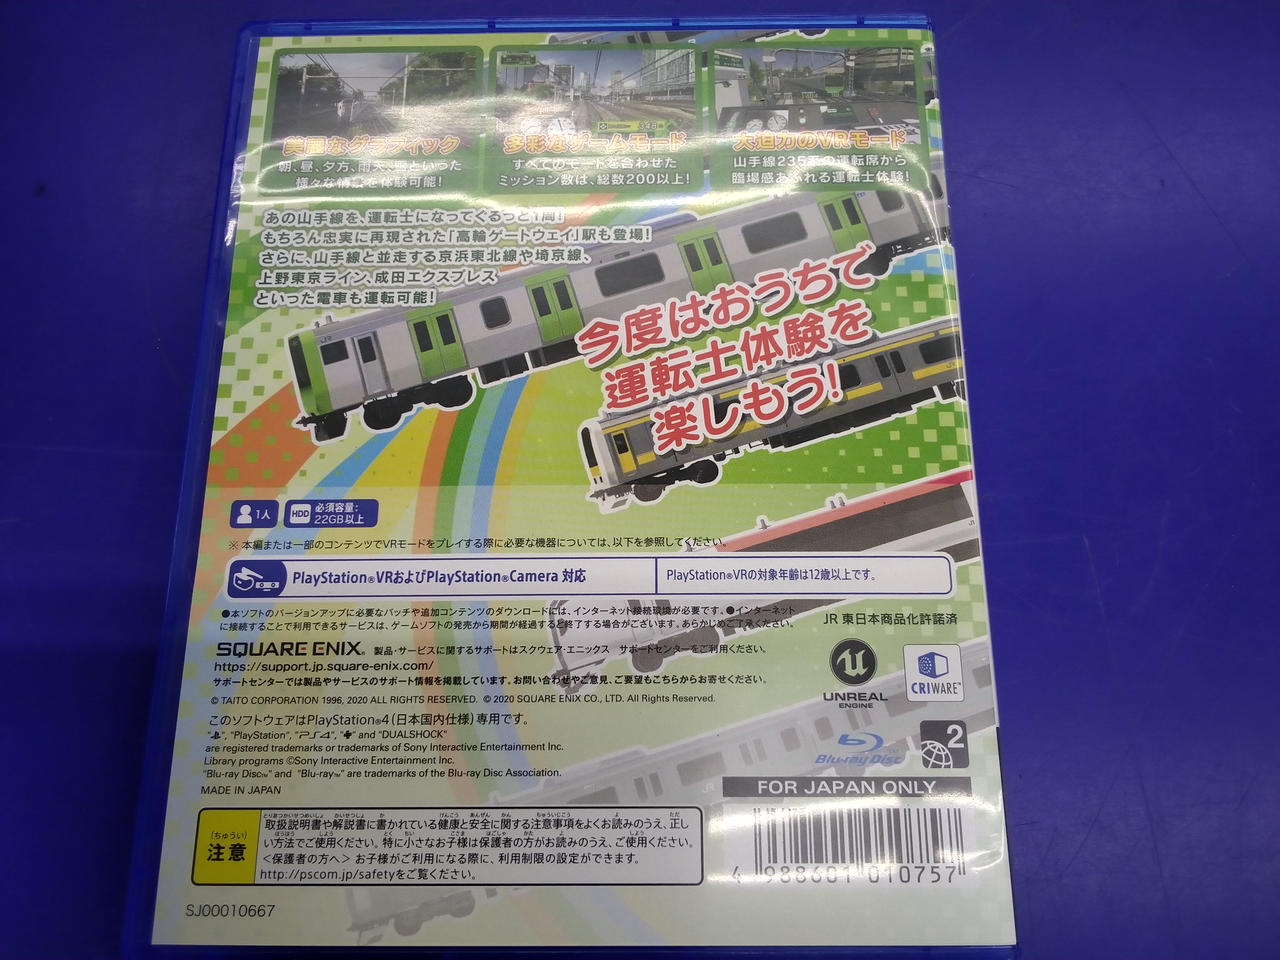 美麗なグラフィック
朝、昼、夕方、雨天、雪といった
様々な情景を体験可能!
多彩なゲームモード
すべてのモードを合わせた
ミッション数は、総数200以上!
大迫力のVRモード
山手線235系の運転席から
臨場感あふれる運転士体験!
あの山手線を、運転士になってぐるっと1周!
もちろん忠実に再現された「高輪ゲートウェイ」駅も登場!
さらに、山手線と並走する京浜東北線や埼京線、
上野東京ライン、成田エクスプレス
といった電車も運転可能!
今度はおうちで
運転士体験を
楽しもう!
1人
HDD 必須容量:
22GB以上
※ 本編または一部のコンテンツでVRモードをプレイする際に必要な機器については、以下を参照してください。
PlayStation®VRおよびPlayStation®Camera 対応
PlayStation®VRの対象年齢は12歳以上です。
●本ソフトのバージョンアップに必要なパッチや追加コンテンツのダウンロードには、インターネット接続環境が必要です。●インターネット
に接続することで利用できるサービスは、ゲームソフトの発売から期間が経過すると終了する場合がございます。あらかじめご了承ください。
JR 東日本商品化許諾済
SQUARE ENIX® 製品・サービスに関するサポートはスクウェア・エニックス サポートセンターをご利用ください。
https://support.jp.square-enix.com/
サポートセンターでは製品やサービスのサポート情報を掲載しています。お問い合わせやご意見、ご要望もこちらからお寄せください。
© TAITO CORPORATION 1996, 2020 ALL RIGHTS RESERVED. © 2020 SQUARE ENIX CO., LTD. All Rights Reserved.
UNREAL
ENGINE
CRIWARE™
このソフトウェアはPlayStation®4(日本国内仕様)専用です。
"PlayStation", "PS4", and "DUALSHOCK"
are registered trademarks or trademarks of Sony Interactive Entertainment Inc.
Library programs ©Sony Interactive Entertainment Inc.
"Blu-ray Disc™" and "Blu-ray™" are trademarks of the Blu-ray Disc Association.
MADE IN JAPAN
Blu-ray Disc
2
FOR JAPAN ONLY
(ちゅうい)
注意
取扱説明書や解説書に書かれている健康と安全に関する注意事項をよくお読みのうえ、正し
い方法でご使用ください。特に小さなお子様は保護者の方がお読みのうえ、ご使用ください。
<保護者の方へ> お子様がご利用になる際に、利用制限の設定ができます。
http://pscom.jp/safetyをご覧ください。
4 988601 010757
SJ00010667